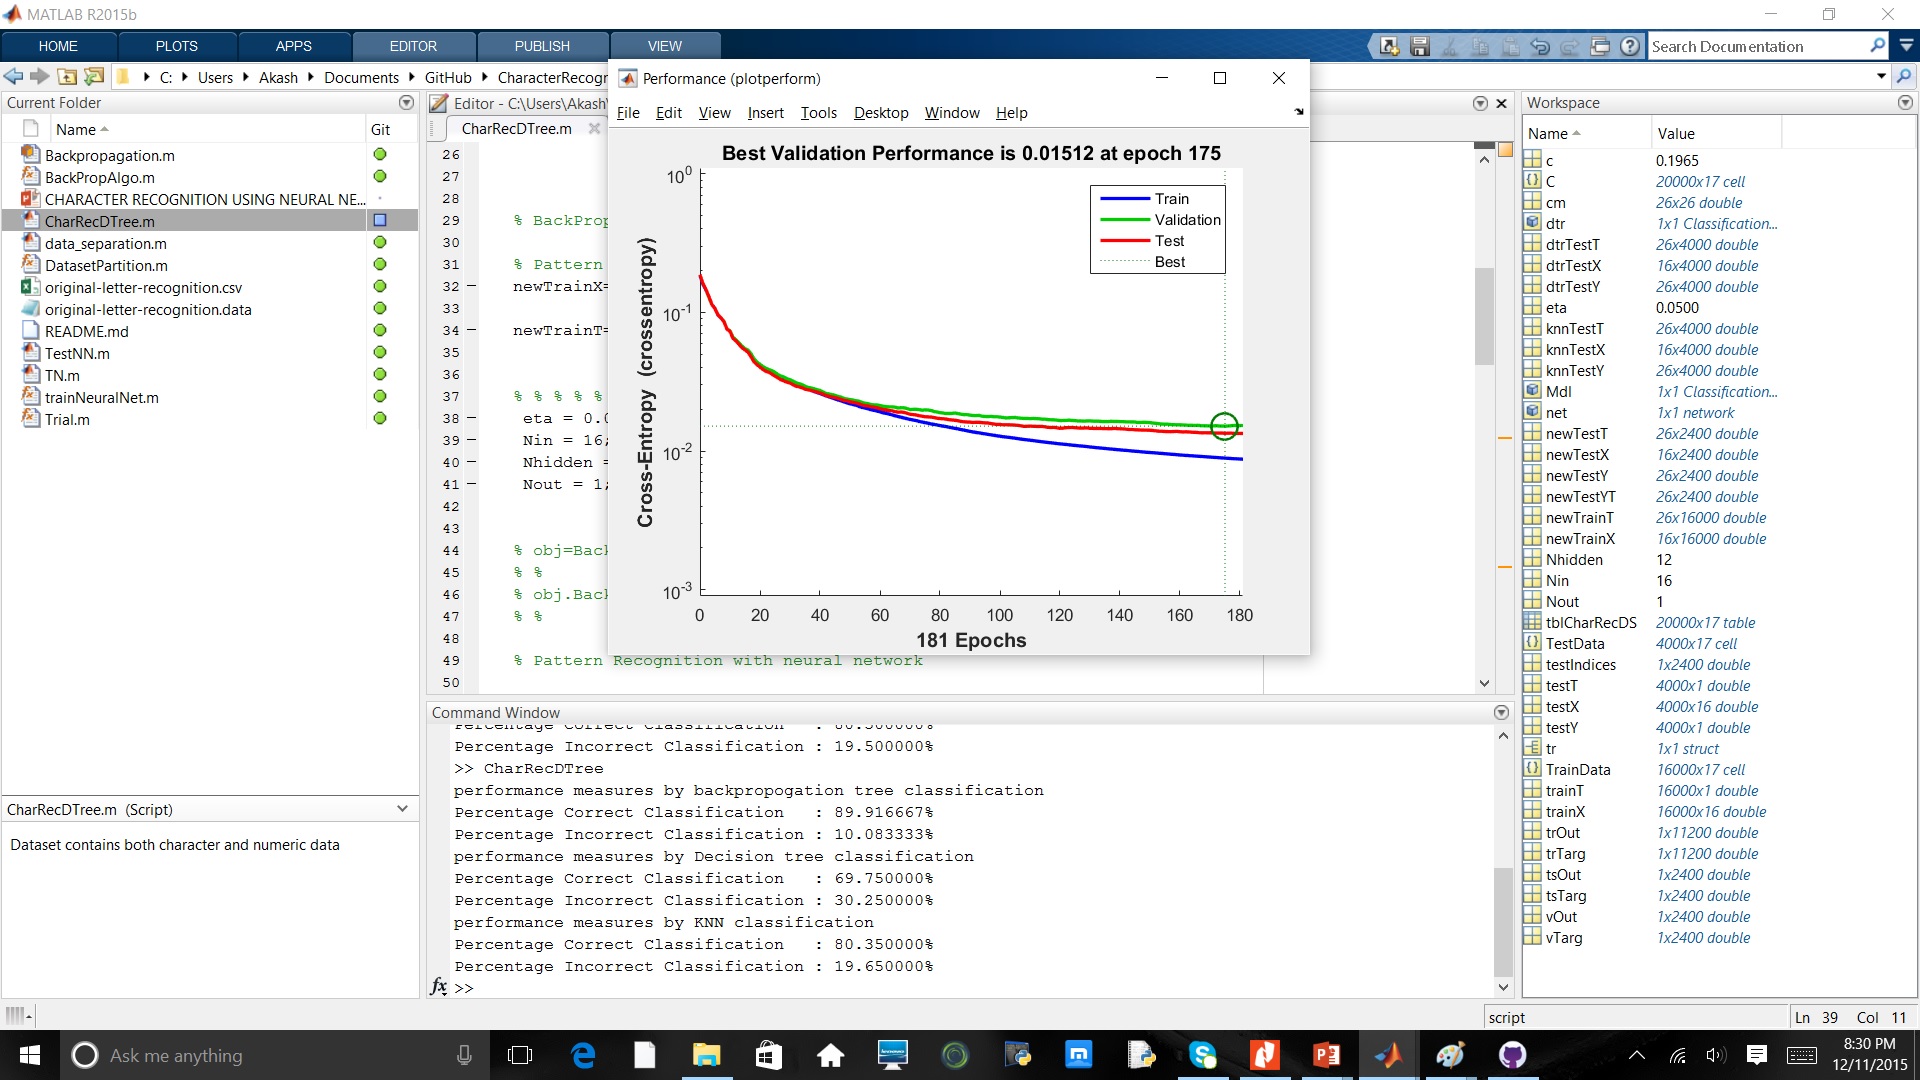 MATLAB R2015b
HOME PLOTS APPS EDITOR PUBLISH VIEW
Search Documentation
C: Users Akash Documents GitHub CharacterRecogr
Current Folder
Name Git
Backpropagation.m
BackPropAlgo.m
CHARACTER RECOGNITION USING NEURAL NE...
CharRecDTree.m
data_separation.m
DatasetPartition.m
original-letter-recognition.csv
original-letter-recognition.data
README.md
TestNN.m
TN.m
trainNeuralNet.m
Trial.m
CharRecDTree.m (Script)
Dataset contains both character and numeric data
Editor - C:\Users\Akash\
CharRecDTree.m
26
27
28
29 % BackProp
30
31 % Pattern
32 – newTrainX=
33
34 – newTrainT=
35
36
37 % % % % %
38 – eta = 0.0
39 – Nin = 16;
40 – Nhidden =
41 – Nout = 1;
42
43
44 % obj=Back
45 % %
46 % obj.Back
47 % %
48
49 % Pattern Recognition with neural network
50
Performance (plotperform)
File Edit View Insert Tools Desktop Window Help
Best Validation Performance is 0.01512 at epoch 175
Train
Validation
Test
Best
Cross-Entropy (crossentropy)
10^0
10^-1
10^-2
10^-3
0 20 40 60 80 100 120 140 160 180
181 Epochs
Command Window
Percentage Correct Classification : 80.500000%
Percentage Incorrect Classification : 19.500000%
>> CharRecDTree
performance measures by backpropogation tree classification
Percentage Correct Classification : 89.916667%
Percentage Incorrect Classification : 10.083333%
performance measures by Decision tree classification
Percentage Correct Classification : 69.750000%
Percentage Incorrect Classification : 30.250000%
performance measures by KNN classification
Percentage Correct Classification : 80.350000%
Percentage Incorrect Classification : 19.650000%
fx >>
Workspace
Name Value
c 0.1965
C 20000x17 cell
cm 26x26 double
dtr 1x1 Classification...
dtrTestT 26x4000 double
dtrTestX 16x4000 double
dtrTestY 26x4000 double
eta 0.0500
knnTestT 26x4000 double
knnTestX 16x4000 double
knnTestY 26x4000 double
Mdl 1x1 Classification...
net 1x1 network
newTestT 26x2400 double
newTestX 16x2400 double
newTestY 26x2400 double
newTestYT 26x2400 double
newTrainT 26x16000 double
newTrainX 16x16000 double
Nhidden 12
Nin 16
Nout 1
tblCharRecDS 20000x17 table
TestData 4000x17 cell
testIndices 1x2400 double
testT 4000x1 double
testX 4000x16 double
testY 4000x1 double
tr 1x1 struct
TrainData 16000x17 cell
trainT 16000x1 double
trainX 16000x16 double
trOut 1x11200 double
trTarg 1x11200 double
tsOut 1x2400 double
tsTarg 1x2400 double
vOut 1x2400 double
vTarg 1x2400 double
script Ln 39 Col 11
Ask me anything
8:30 PM
12/11/2015